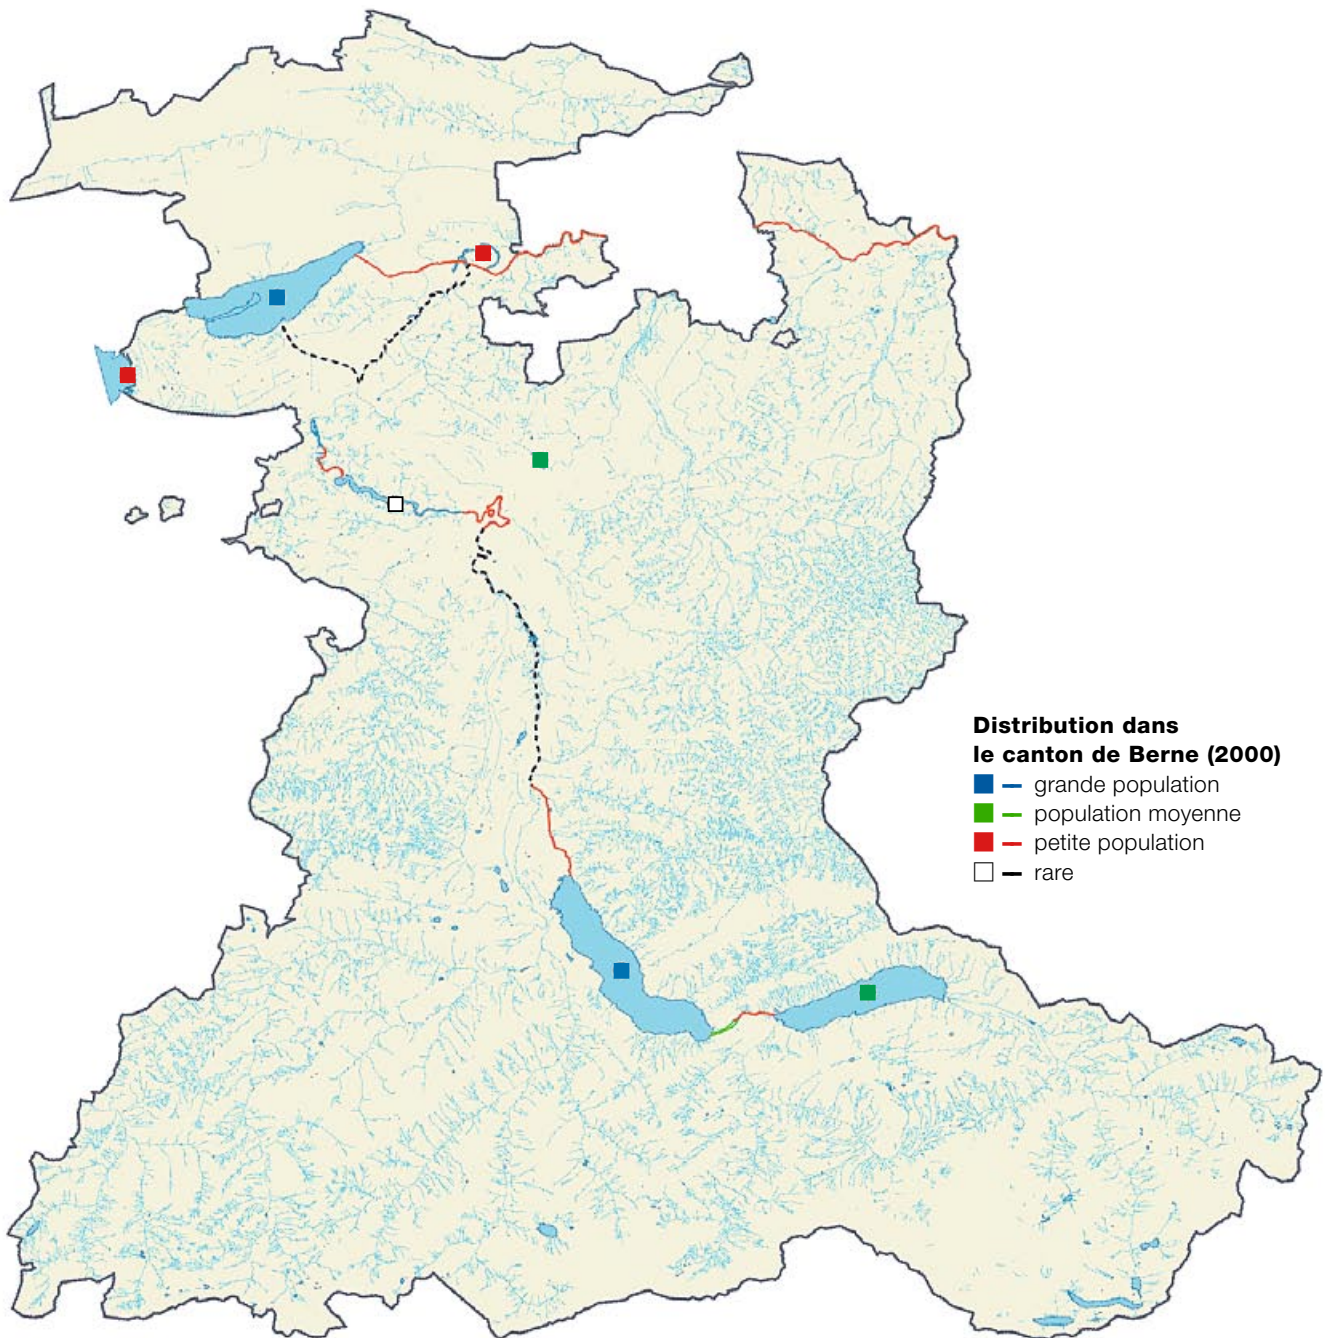 Distribution dans
le canton de Berne (2000)
grande population
population moyenne
petite population
rare